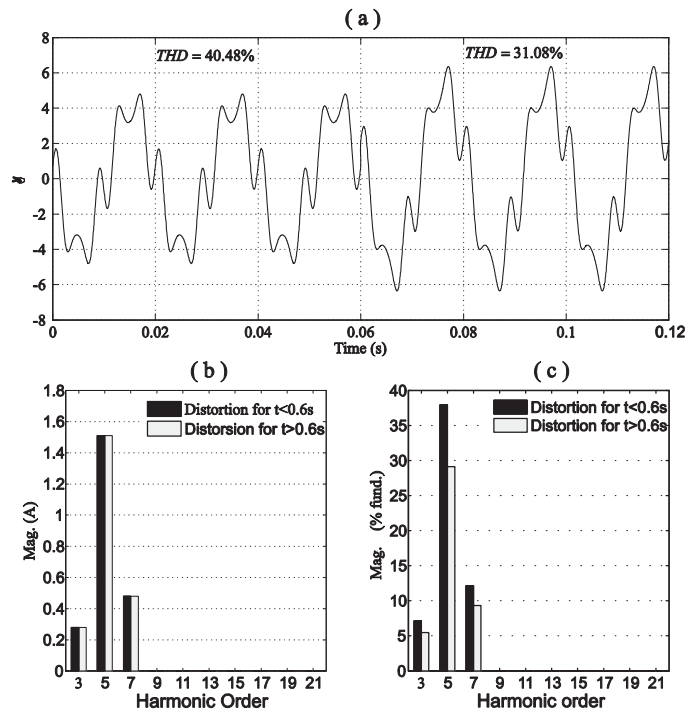 ( a )
THD = 40.48%
THD = 31.08%
8
6
4
2
0
-2
-4
-6
-8
0
0.02
0.04
0.06
0.08
0.1
0.12
Time (s)
( b )
1.8
1.6
1.4
1.2
1
0.8
0.6
0.4
0.2
0
Mag. (A)
Distortion for t<0.6s
Distorsion for t>0.6s
3 5 7 9 11 13 15 17 19 21
Harmonic Order
( c )
40
35
30
25
20
15
10
5
0
Mag. (% fund.)
Distortion for t<0.6s
Distortion for t>0.6s
3 5 7 9 11 13 15 17 19 21
Harmonic order